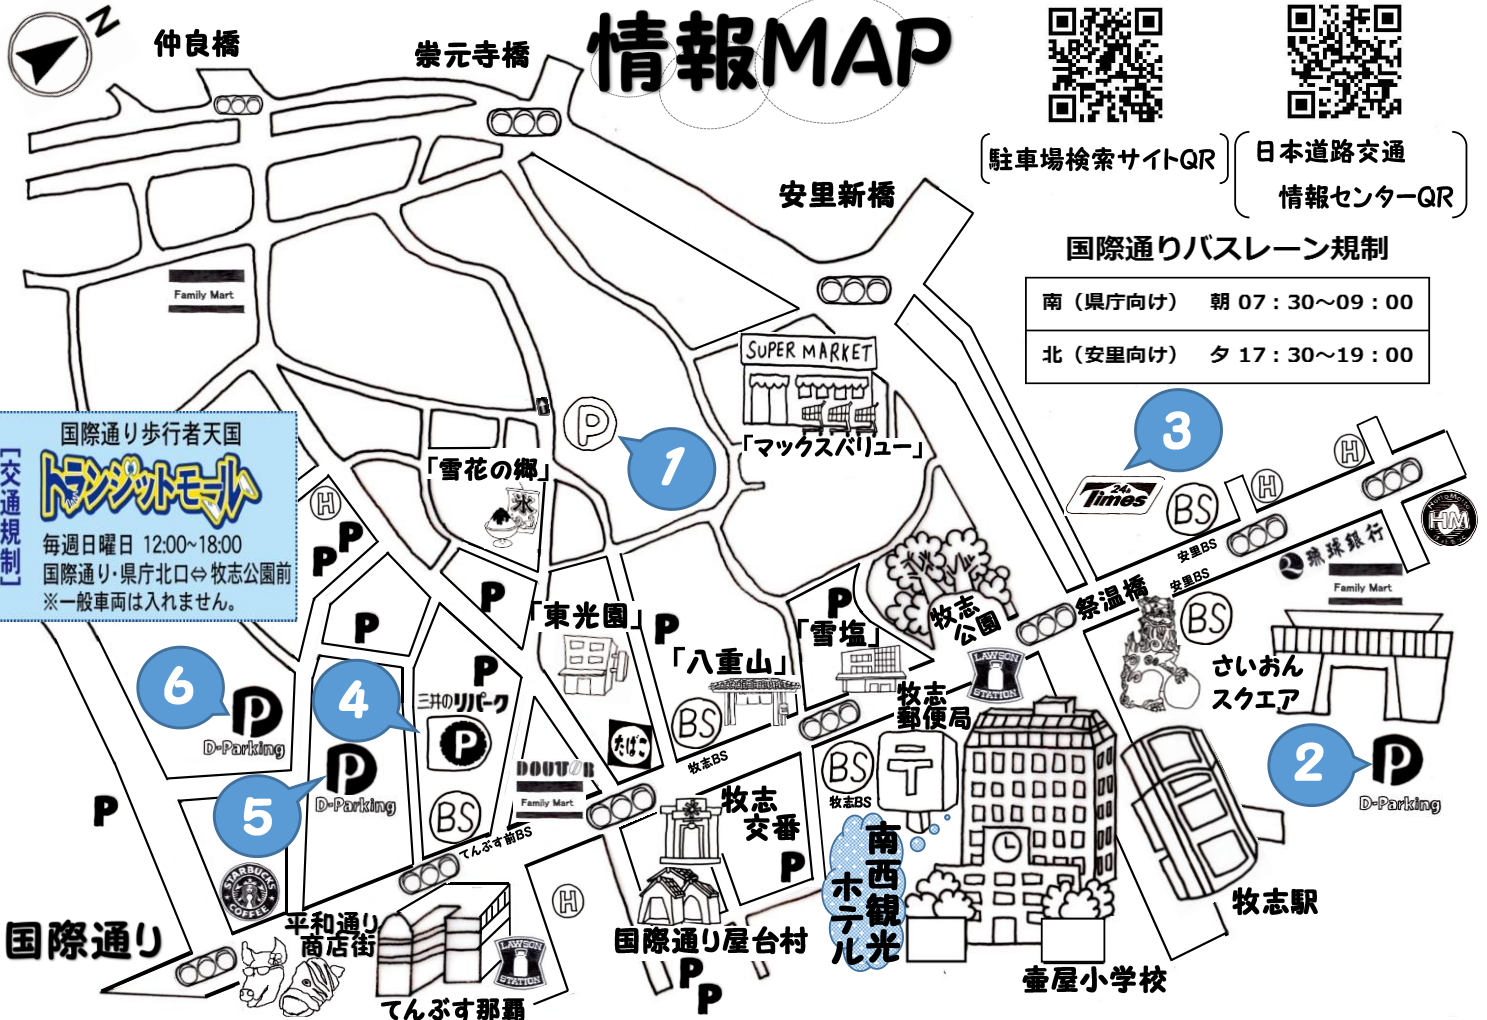 N
仲良橋
崇元寺橋
情報MAP
駐車場検索サイトQR
日本道路交通
情報センターQR
安里新橋
国際通りバスレーン規制
南（県庁向け） 朝 07：30～09：00
北（安里向け） 夕 17：30～19：00
Family Mart
SUPER MARKET
「マックスバリュー」
P
1
3
24h
Times
BS
H
H
HM
安里BS
安里BS
琉球銀行
Family Mart
[交通規制]
国際通り歩行者天国
トランジットモール
毎週日曜日 12:00~18:00
国際通り･県庁北口⇔牧志公園前
※一般車両は入れません。
「雪花の郷」
氷
H
P
P
P
P
P
「東光園」
P
「八重山」
P
「雪塩」
牧志
公園
祭温橋
BS
さいおん
スクエア
LAWSON
STATION
牧志
郵便局
6
P
D-Parking
4
三井のリパーク
P
5
P
D-Parking
BS
DOUTOR
Family Mart
たばこ
BS
牧志BS
BS
牧志BS
〒
2
P
D-Parking
P
STARBUCKS
COFFEE
てんぶす前BS
牧志
交番
P
南西観光
ホテル
牧志駅
国際通り
平和通り
商店街
てんぶす那覇
LAWSON
STATION
H
国際通り屋台村
P
P
壷屋小学校